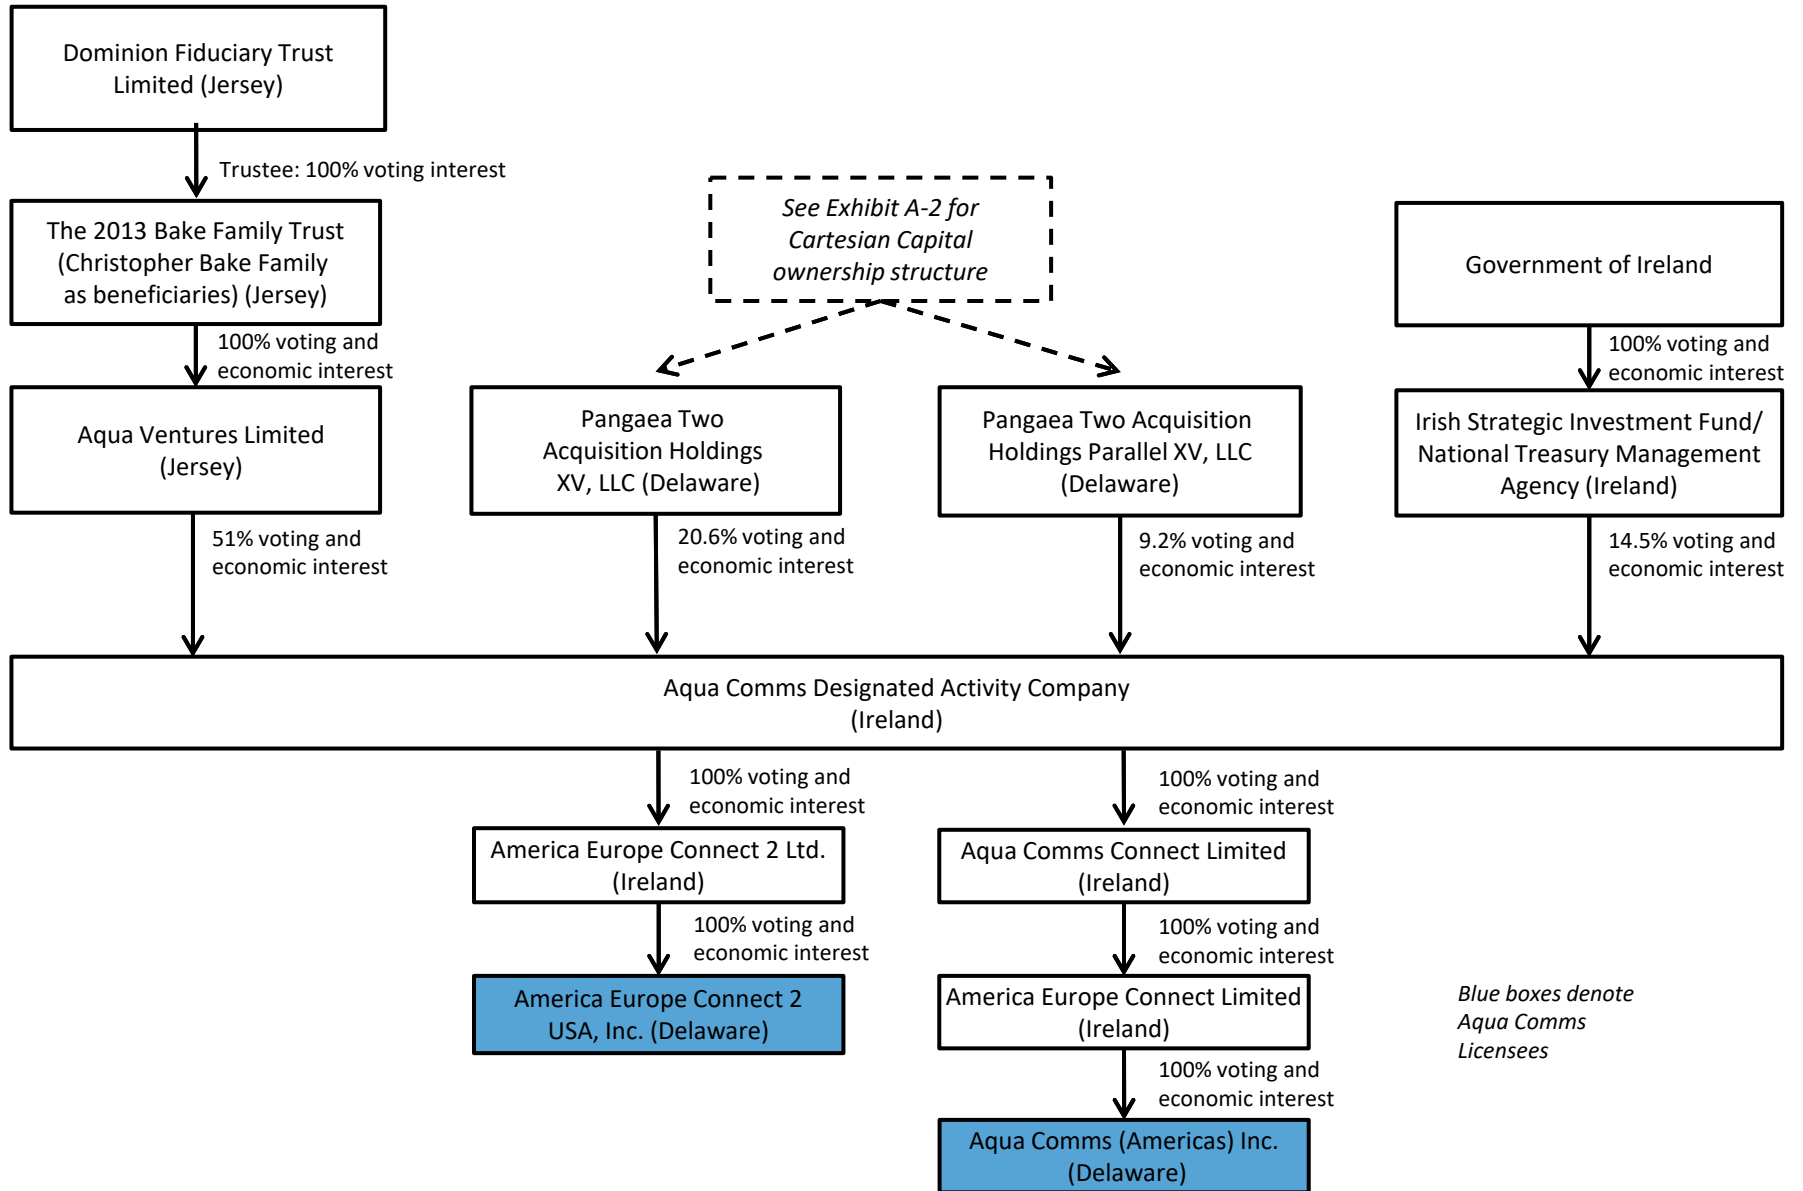 Dominion Fiduciary Trust
Limited (Jersey)
Trustee: 100% voting interest
The 2013 Bake Family Trust
(Christopher Bake Family
as beneficiaries) (Jersey)
See Exhibit A-2 for
Cartesian Capital
ownership structure
Government of Ireland
100% voting and
economic interest
100% voting and
economic interest
Aqua Ventures Limited
(Jersey)
Pangaea Two
Acquisition Holdings
XV, LLC (Delaware)
Pangaea Two Acquisition
Holdings Parallel XV, LLC
(Delaware)
Irish Strategic Investment Fund/
National Treasury Management
Agency (Ireland)
51% voting and
economic interest
20.6% voting and
economic interest
9.2% voting and
economic interest
14.5% voting and
economic interest
Aqua Comms Designated Activity Company
(Ireland)
100% voting and
economic interest
100% voting and
economic interest
America Europe Connect 2 Ltd.
(Ireland)
Aqua Comms Connect Limited
(Ireland)
100% voting and
economic interest
100% voting and
economic interest
America Europe Connect 2
USA, Inc. (Delaware)
America Europe Connect Limited
(Ireland)
Blue boxes denote
Aqua Comms
Licensees
100% voting and
economic interest
Aqua Comms (Americas) Inc.
(Delaware)